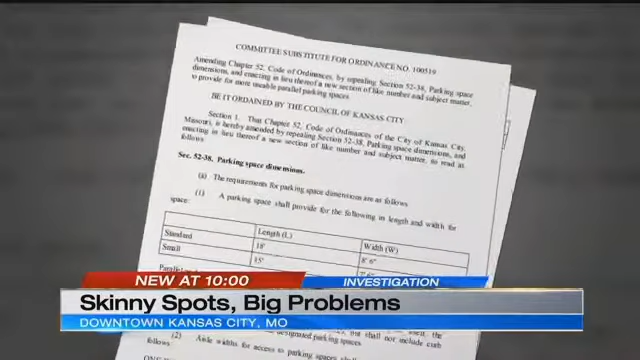 COMMITTEE SUBSTITUTE FOR ORDINANCE NO. 100519
Amending Chapter 52, Code of Ordinances, by repealing Section 52-38, Parking space
dimensions, and enacting in lieu thereof a new section of like number and subject matter,
to provide for more useable parallel parking spaces
BE IT ORDAINED BY THE COUNCIL OF KANSAS CITY:
Section 1. That Chapter 52, Code of Ordinances of the City of Kansas City,
Missouri, is hereby amended by repealing Section 52-38, Parking space dimensions, and
enacting in lieu thereof a new section of like number and subject matter, to read as
follows:
Sec. 52-38. Parking space dimensions.
(a) The requirements for parking space dimensions are as follows
(1) A parking space shall provide for the following in length and width for
space:
Length (L) Width (W)
Standard 18' 8' 6"
Small 15'
Parallel
NEW AT 10:00
INVESTIGATION
Skinny Spots, Big Problems
DOWNTOWN KANSAS CITY, MO
shall not include curb
follows:
designated parking spaces
(2) Aisle widths for access to parking spaces shall